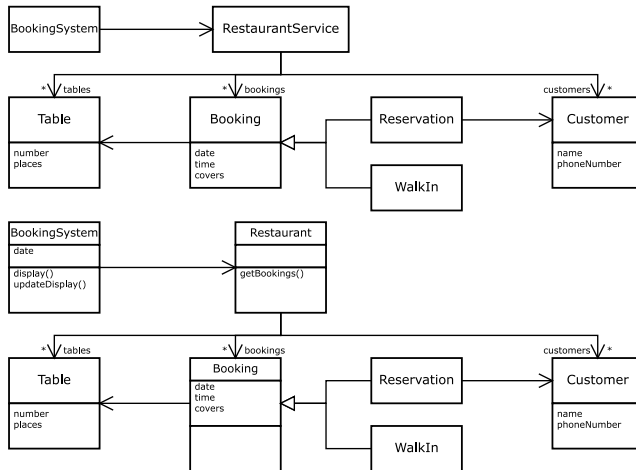 BookingSystem
RestaurantService
* tables
* bookings
customers *
Table
Booking
Reservation
Customer
number
places
date
time
covers
name
phoneNumber
WalkIn
BookingSystem
Restaurant
date
display()
updateDisplay()
getBookings()
* tables
* bookings
customers *
Table
Booking
Reservation
Customer
date
time
covers
number
places
name
phoneNumber
WalkIn